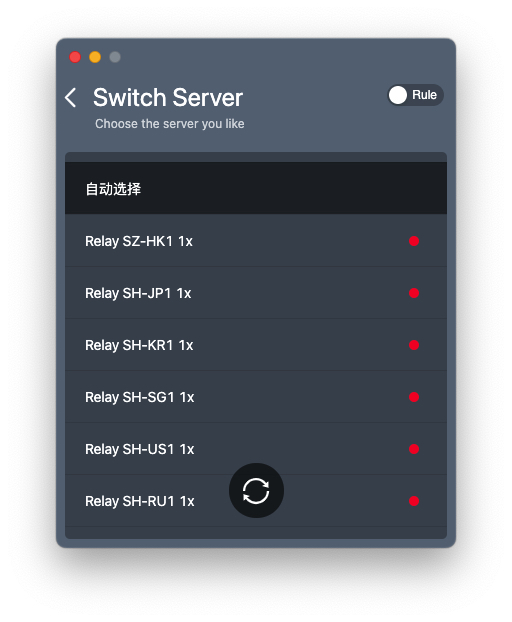 Switch Server
Rule
Choose the server you like
自动选择
Relay SZ-HK1 1x
Relay SH-JP1 1x
Relay SH-KR1 1x
Relay SH-SG1 1x
Relay SH-US1 1x
Relay SH-RU1 1x